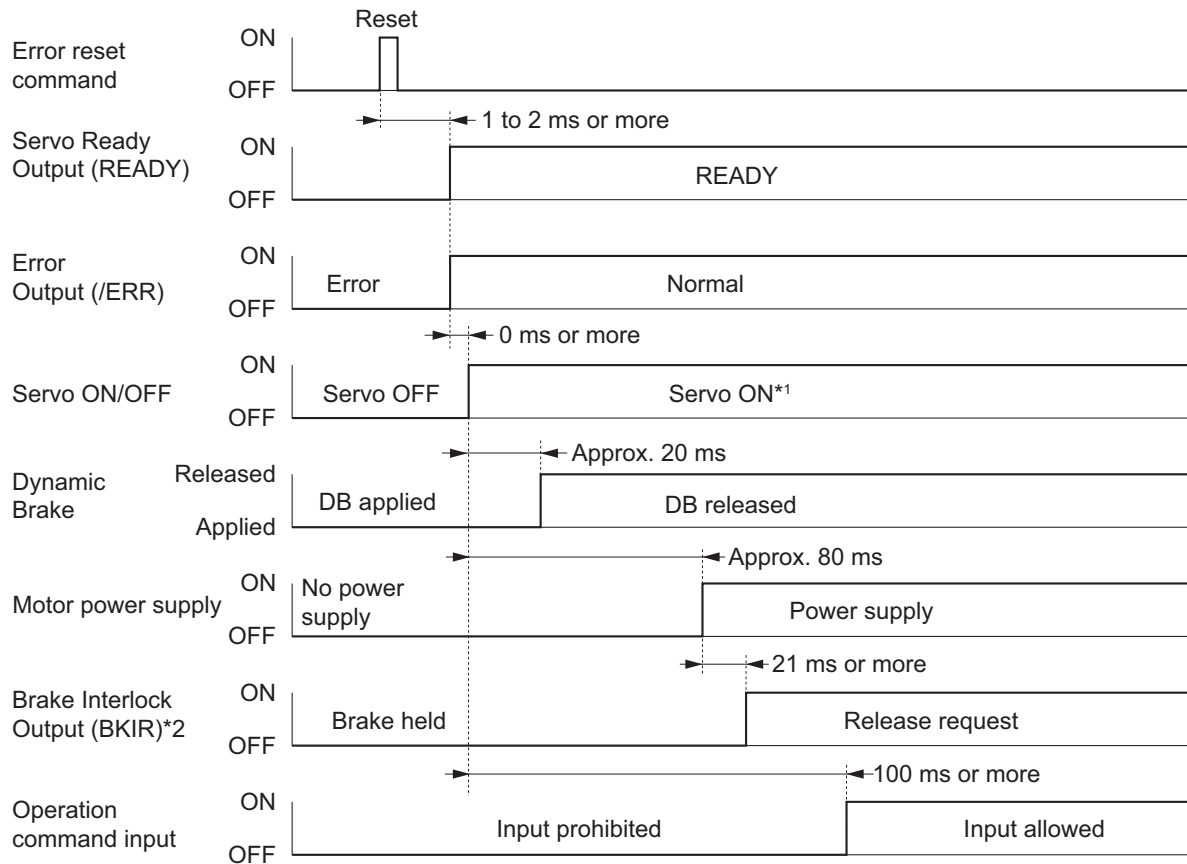 Reset
Error reset
command
ON
OFF
1 to 2 ms or more
Servo Ready
Output (READY)
ON
OFF
READY
Error
Output (/ERR)
ON
OFF
Error
Normal
0 ms or more
Servo ON/OFF
ON
OFF
Servo OFF
Servo ON*1
Approx. 20 ms
Dynamic
Brake
Released
Applied
DB applied
DB released
Approx. 80 ms
Motor power supply
ON
OFF
No power
supply
Power supply
21 ms or more
Brake Interlock
Output (BKIR)*2
ON
OFF
Brake held
Release request
100 ms or more
Operation
command input
ON
OFF
Input prohibited
Input allowed